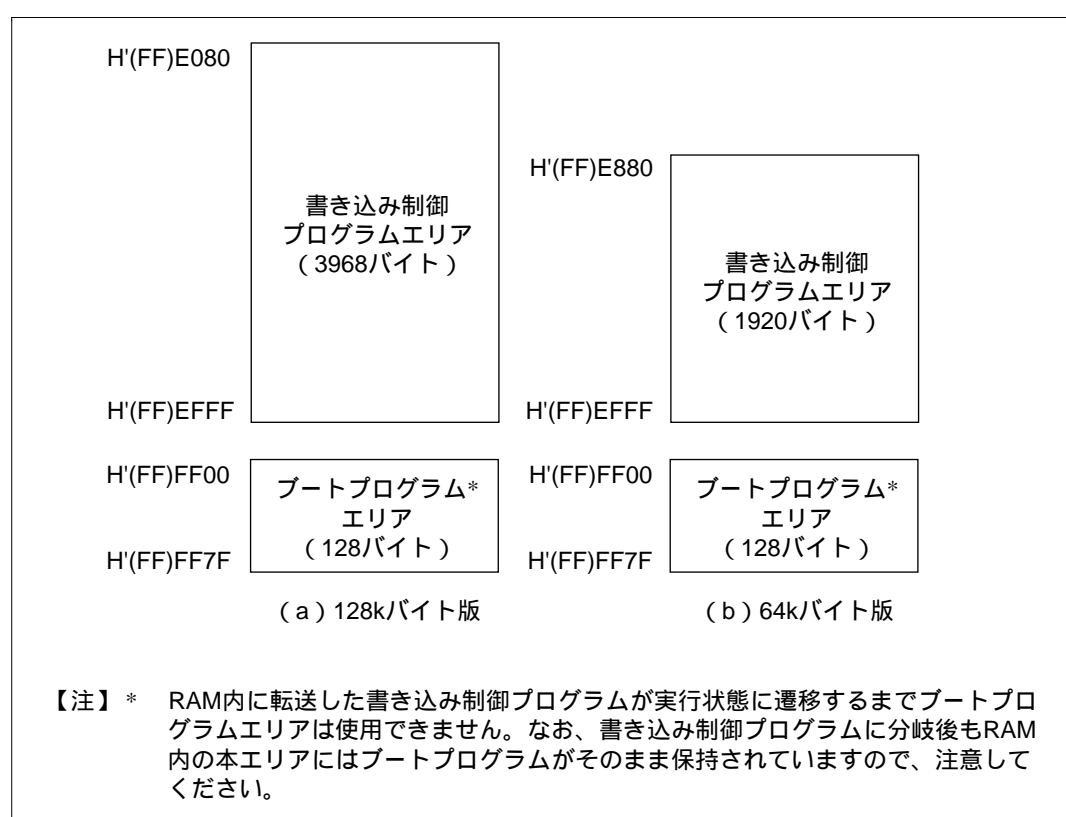 H'(FF)E080
書き込み制御
プログラムエリア
（3968バイト）
H'(FF)EFFF
H'(FF)FF00
ブートプログラム*
エリア
（128バイト）
H'(FF)FF7F
（a）128kバイト版
H'(FF)E880
書き込み制御
プログラムエリア
（1920バイト）
H'(FF)EFFF
H'(FF)FF00
ブートプログラム*
エリア
（128バイト）
H'(FF)FF7F
（b）64kバイト版
【注】* RAM内に転送した書き込み制御プログラムが実行状態に遷移するまでブートプロ
グラムエリアは使用できません。なお、書き込み制御プログラムに分岐後もRAM
内の本エリアにはブートプログラムがそのまま保持されていますので、注意して
ください。